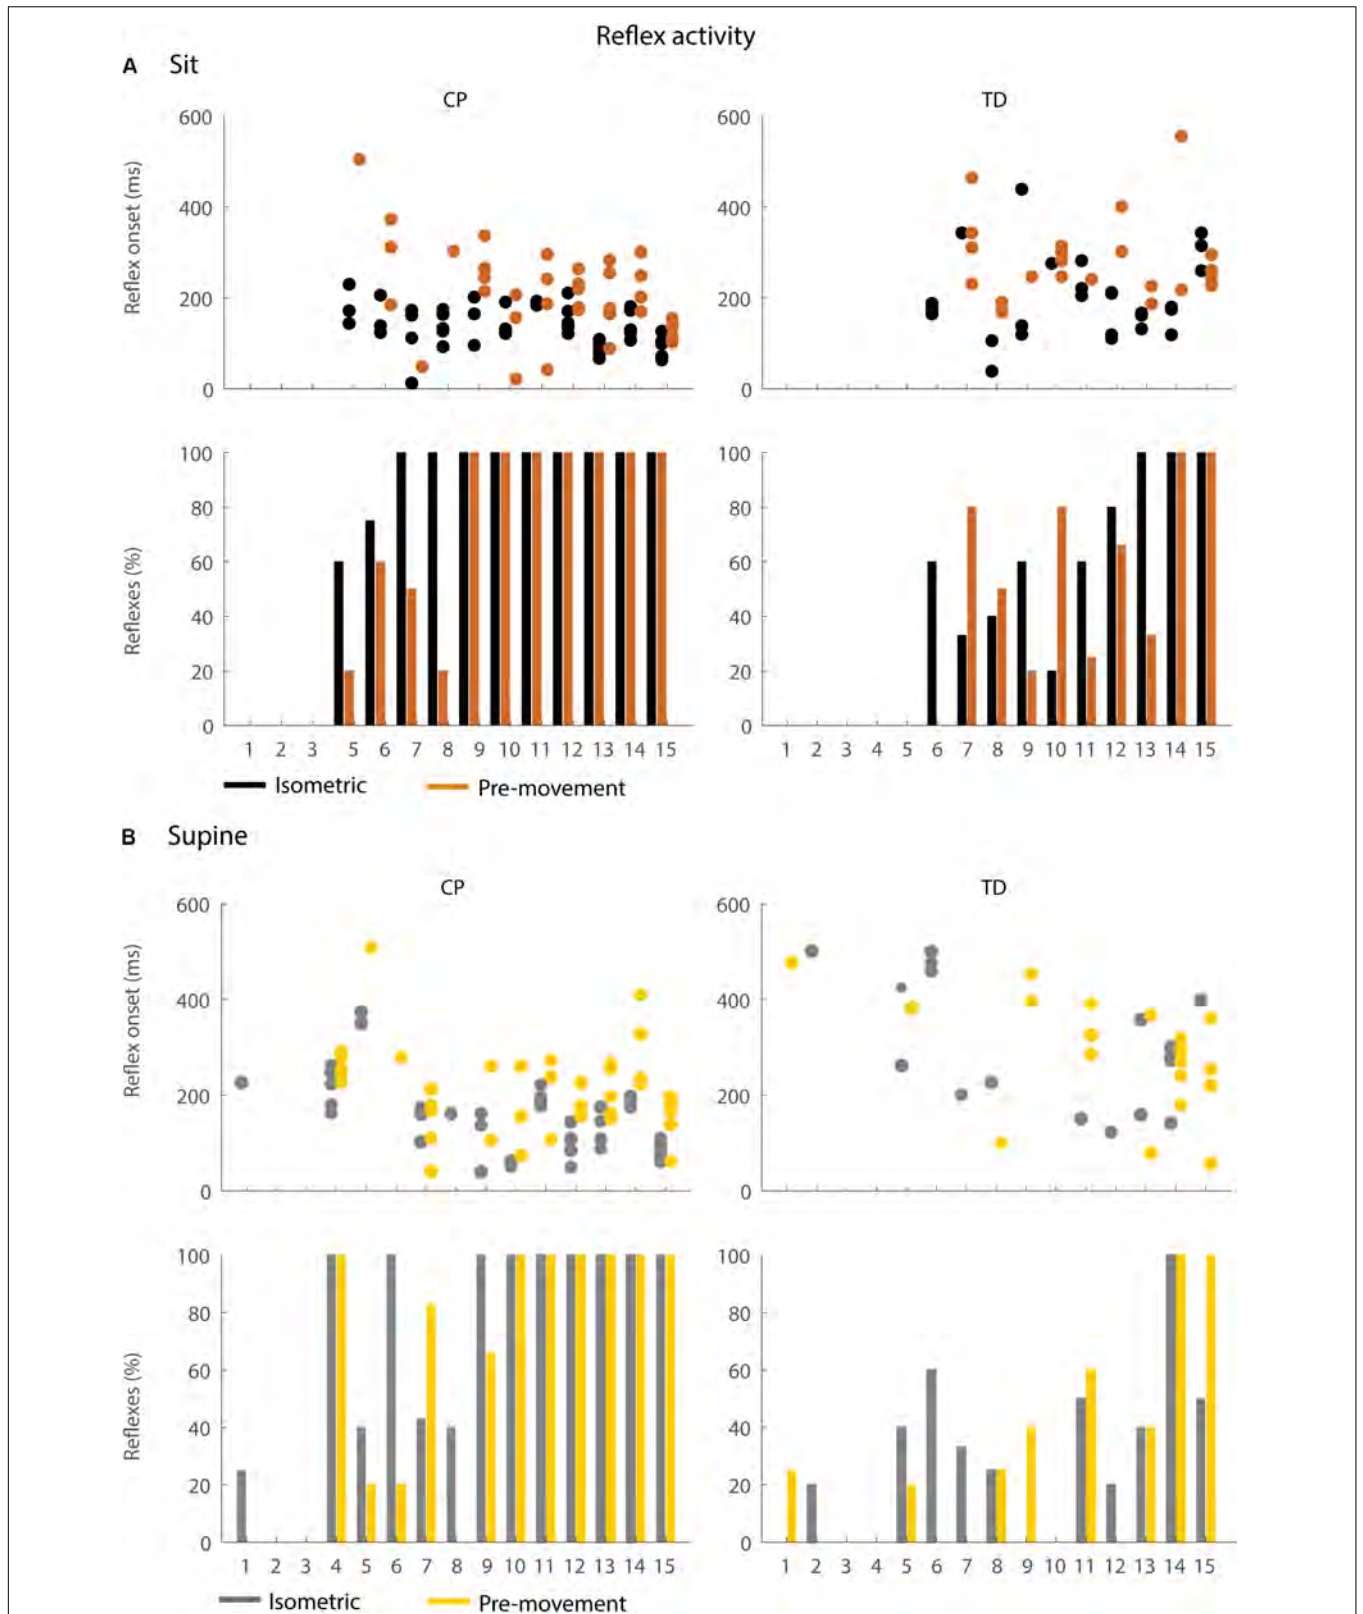 Reflex activity
A Sit
CP TD
600 600
400 400
200 200
0 0
Reflex onset (ms)
100 100
80 80
60 60
40 40
20 20
0 0
Reflexes (%)
1 2 3 5 6 7 8 9 10 11 12 13 14 15 1 2 3 4 5 6 7 8 9 10 11 12 13 14 15
Isometric Pre-movement
B Supine
CP TD
600 600
400 400
200 200
0 0
Reflex onset (ms)
100 100
80 80
60 60
40 40
20 20
0 0
Reflexes (%)
1 2 3 4 5 6 7 8 9 10 11 12 13 14 15 1 2 3 4 5 6 7 8 9 10 11 12 13 14 15
Isometric Pre-movement